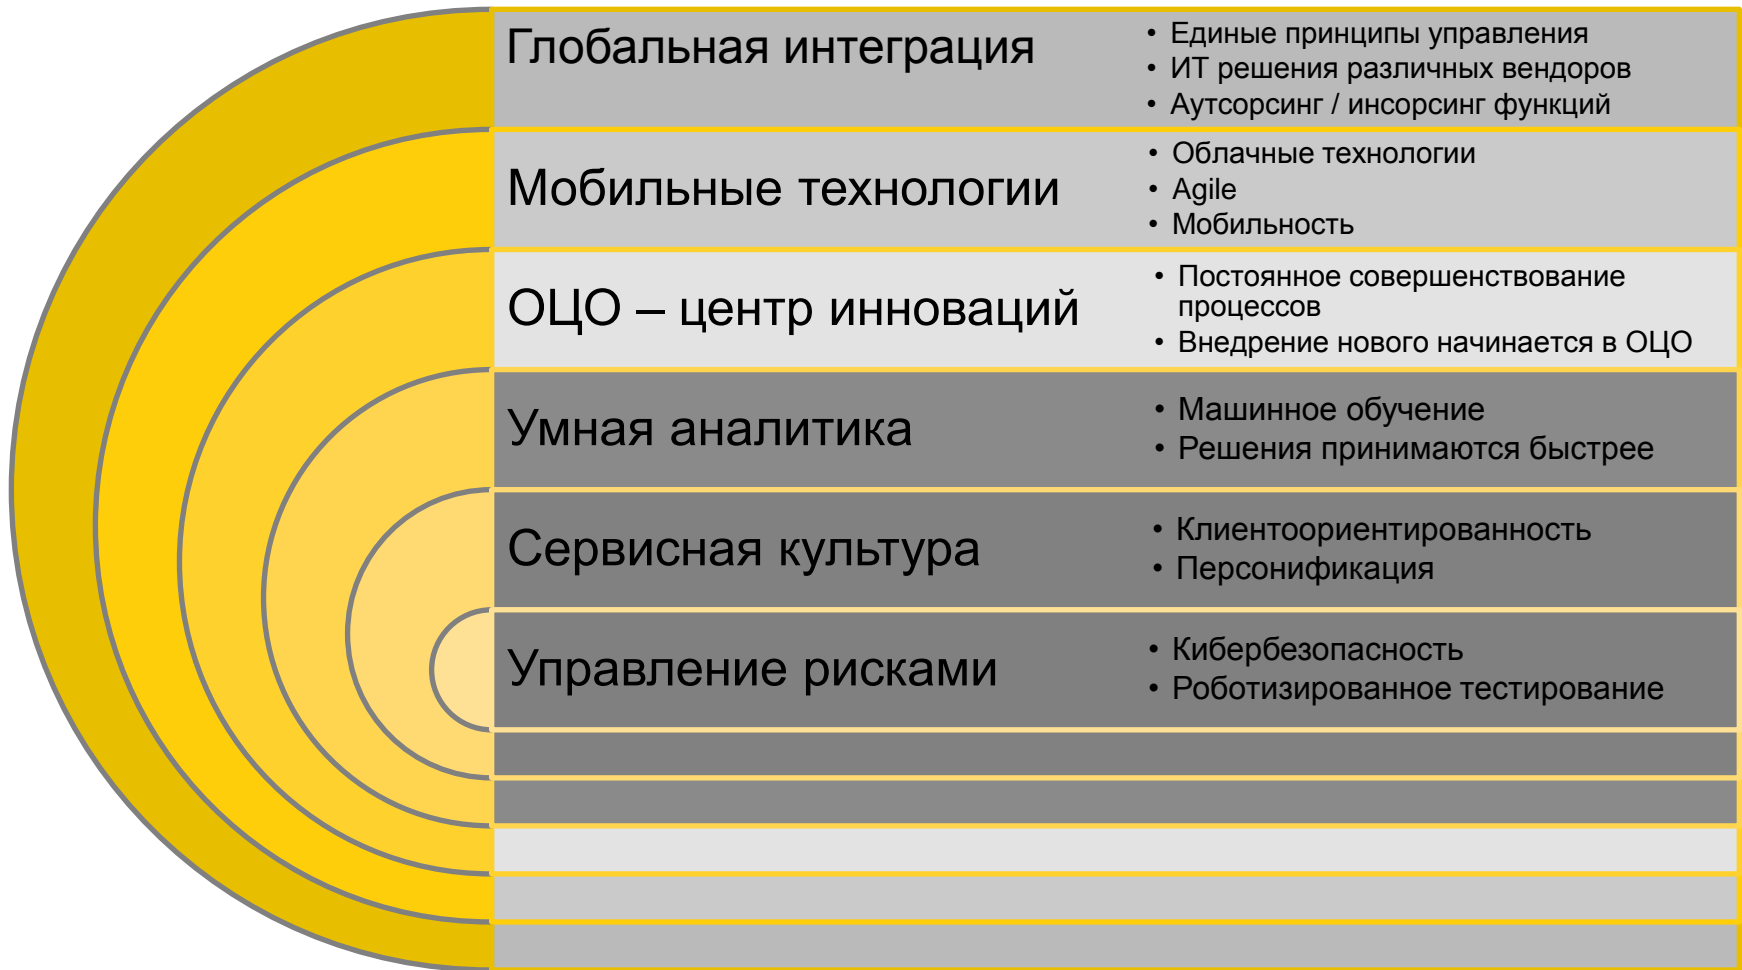 Глобальная интеграция
• Единые принципы управления
• ИТ решения различных вендоров
• Аутсорсинг / инсорсинг функций
Мобильные технологии
• Облачные технологии
• Agile
• Мобильность
ОЦО – центр инноваций
• Постоянное совершенствование
процессов
• Внедрение нового начинается в ОЦО
Умная аналитика
• Машинное обучение
• Решения принимаются быстрее
Сервисная культура
• Клиентоориентированность
• Персонификация
Управление рисками
• Кибербезопасность
• Роботизированное тестирование